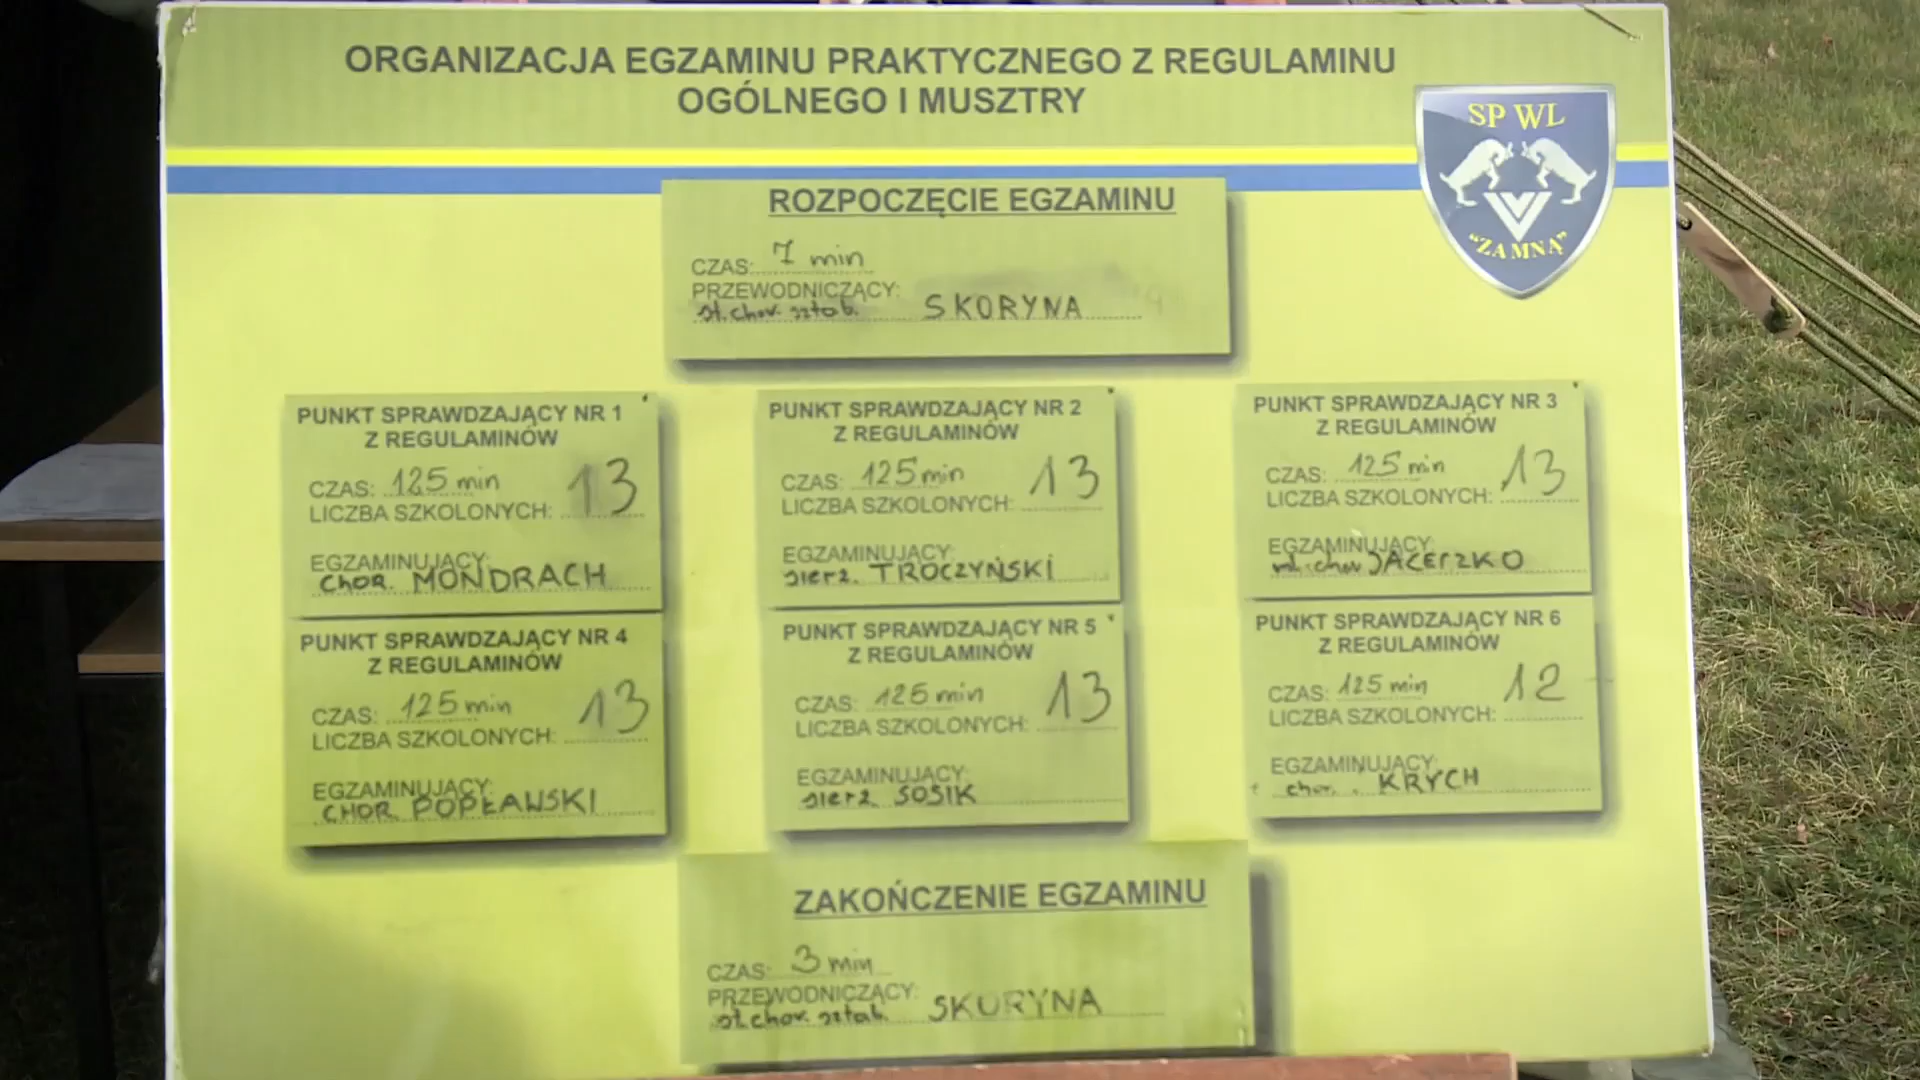 ORGANIZACJA EGZAMINU PRAKTYCZNEGO Z REGULAMINU
OGÓLNEGO I MUSZTRY
SP WL
"ZA MNĄ"
ROZPOCZĘCIE EGZAMINU
CZAS: 7 min
PRZEWODNICZĄCY:
st. chor. sztab. SKORYNA
PUNKT SPRAWDZAJĄCY NR 1
Z REGULAMINÓW
CZAS: 125 min
LICZBA SZKOLONYCH: 13
EGZAMINUJĄCY:
CHOR. MONDRACH
PUNKT SPRAWDZAJĄCY NR 2
Z REGULAMINÓW
CZAS: 125 min
LICZBA SZKOLONYCH: 13
EGZAMINUJĄCY:
sierż. TROCZYŃSKI
PUNKT SPRAWDZAJĄCY NR 3
Z REGULAMINÓW
CZAS: 125 min
LICZBA SZKOLONYCH: 13
EGZAMINUJĄCY:
mł. chor. JACERZKO
PUNKT SPRAWDZAJĄCY NR 4
Z REGULAMINÓW
CZAS: 125 min
LICZBA SZKOLONYCH: 13
EGZAMINUJĄCY:
CHOR. POPŁAWSKI
PUNKT SPRAWDZAJĄCY NR 5
Z REGULAMINÓW
CZAS: 125 min
LICZBA SZKOLONYCH: 13
EGZAMINUJĄCY:
sierż. SOSIK
PUNKT SPRAWDZAJĄCY NR 6
Z REGULAMINÓW
CZAS: 125 min
LICZBA SZKOLONYCH: 12
EGZAMINUJĄCY:
chor. KRYCH
ZAKOŃCZENIE EGZAMINU
CZAS: 3 min
PRZEWODNICZĄCY:
st. chor. sztab. SKORYNA